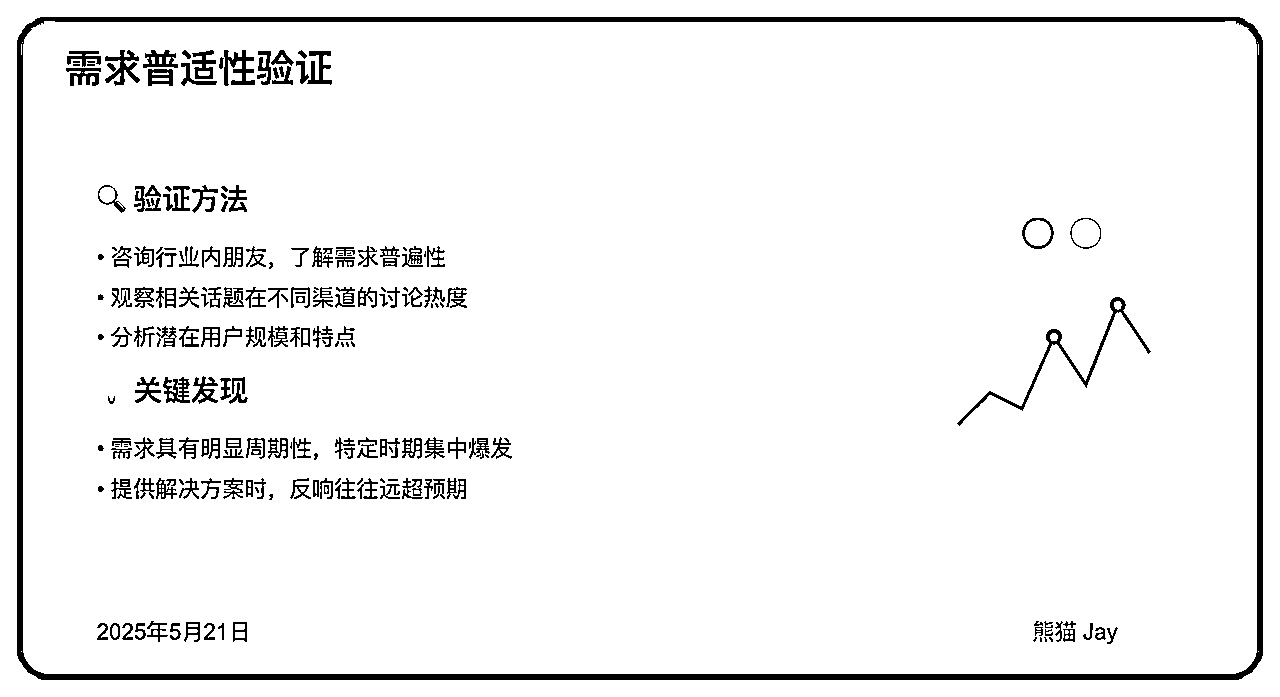 需求普适性验证
🔍 验证方法
• 咨询行业内朋友，了解需求普遍性
• 观察相关话题在不同渠道的讨论热度
• 分析潜在用户规模和特点
关键发现
• 需求具有明显周期性，特定时期集中爆发
• 提供解决方案时，反响往往远超预期
2025年5月21日
熊猫 Jay